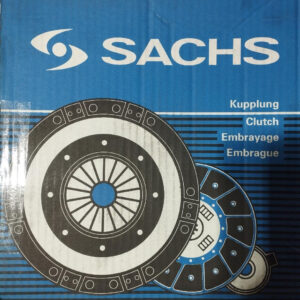 SACHS
Kupplung
Clutch
Embrayage
Embrague